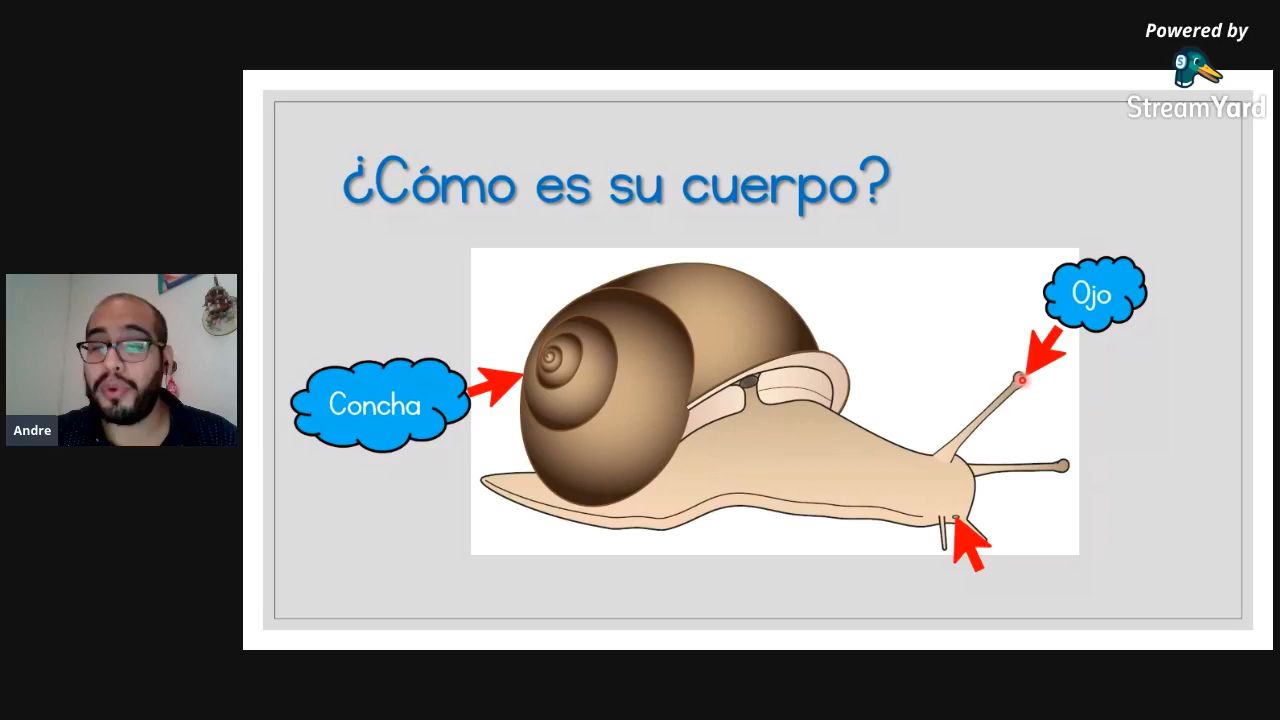 Powered by
StreamYard
¿Cómo es su cuerpo?
Ojo
Concha
Andre